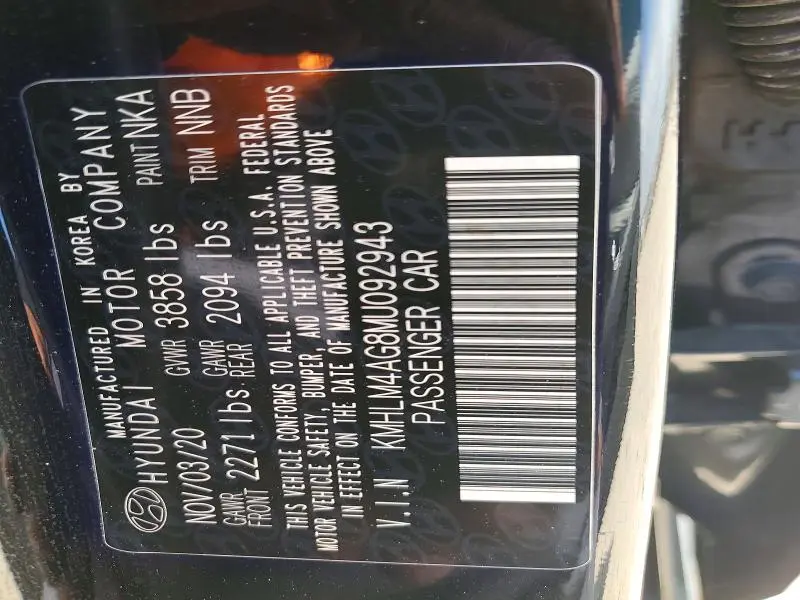 MANUFACTURED IN KOREA BY
HYUNDAI MOTOR COMPANY
NOV/03/20 GVWR 3858 lbs PAINT NKA
GAWR FRONT 2271 lbs GAWR REAR 2094 lbs TRIM NNB
THIS VEHICLE CONFORMS TO ALL APPLICABLE U.S.A. FEDERAL
MOTOR VEHICLE SAFETY, BUMPER, AND THEFT PREVENTION STANDARDS
IN EFFECT ON THE DATE OF MANUFACTURE SHOWN ABOVE
V.I.N KMHLM4AG8MU092943
PASSENGER CAR